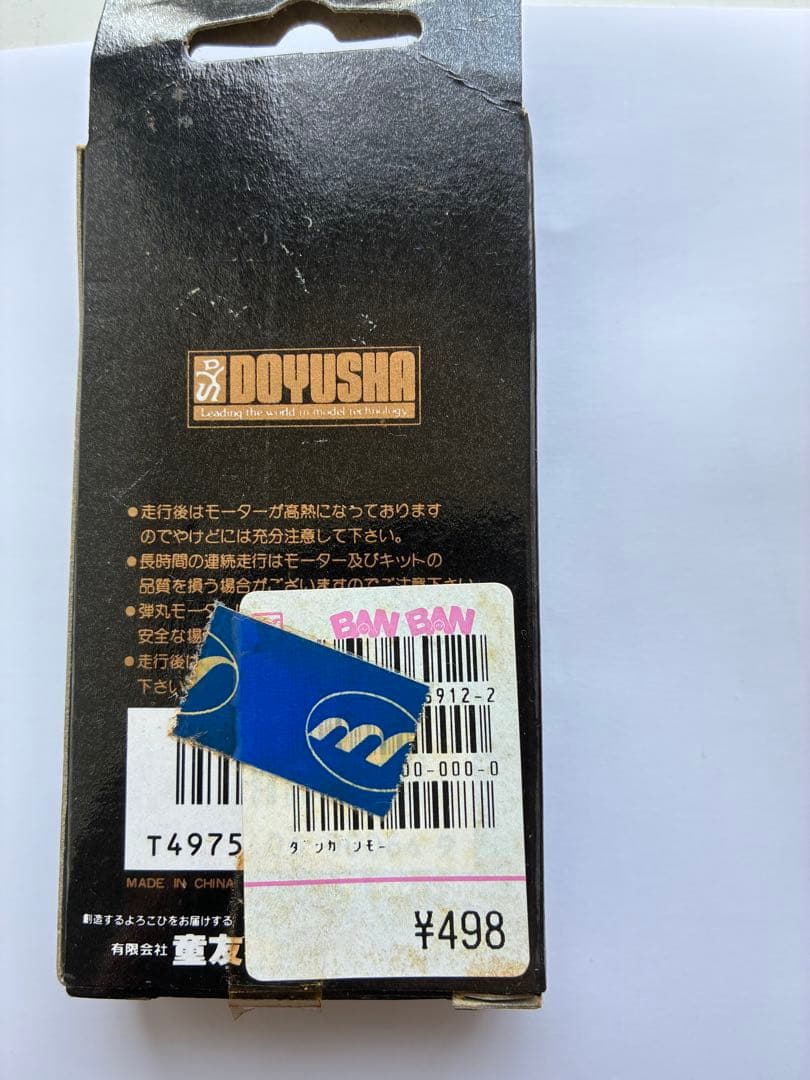 DYS DOYUSHA
Leading the world in model technology
●走行後はモーターが高熱になっております
のでやけどには充分注意して下さい。
●長時間の連続走行はモーター及びキットの
品質を損う場合がございますのでご注意下さい
●弾丸モータ
安全な場
●走行後は
下さい
BAN BAN
5912-2
00-000-0
ダンガンモー
T4975
MADE IN CHINA
創造するよろこびをお届けする
有限会社 童友
¥498